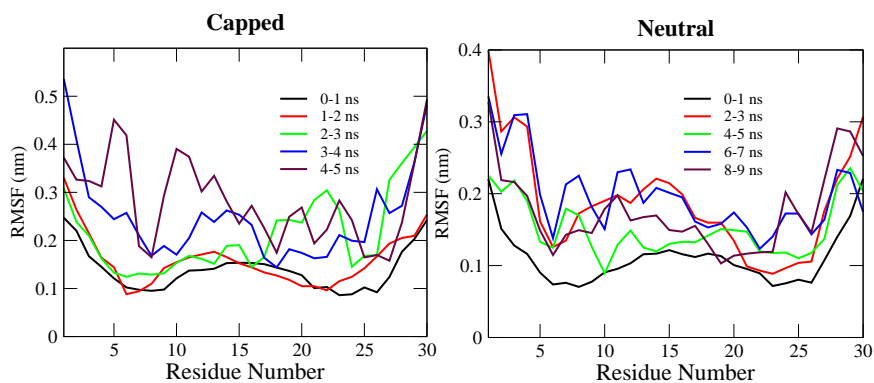 Capped
RMSF (nm)
0.5
0.4
0.3
0.2
0.1
0
0-1 ns
1-2 ns
2-3 ns
3-4 ns
4-5 ns
5 10 15 20 25 30
Residue Number
Neutral
RMSF (nm)
0.4
0.3
0.2
0.1
0
0-1 ns
2-3 ns
4-5 ns
6-7 ns
8-9 ns
5 10 15 20 25 30
Residue Number